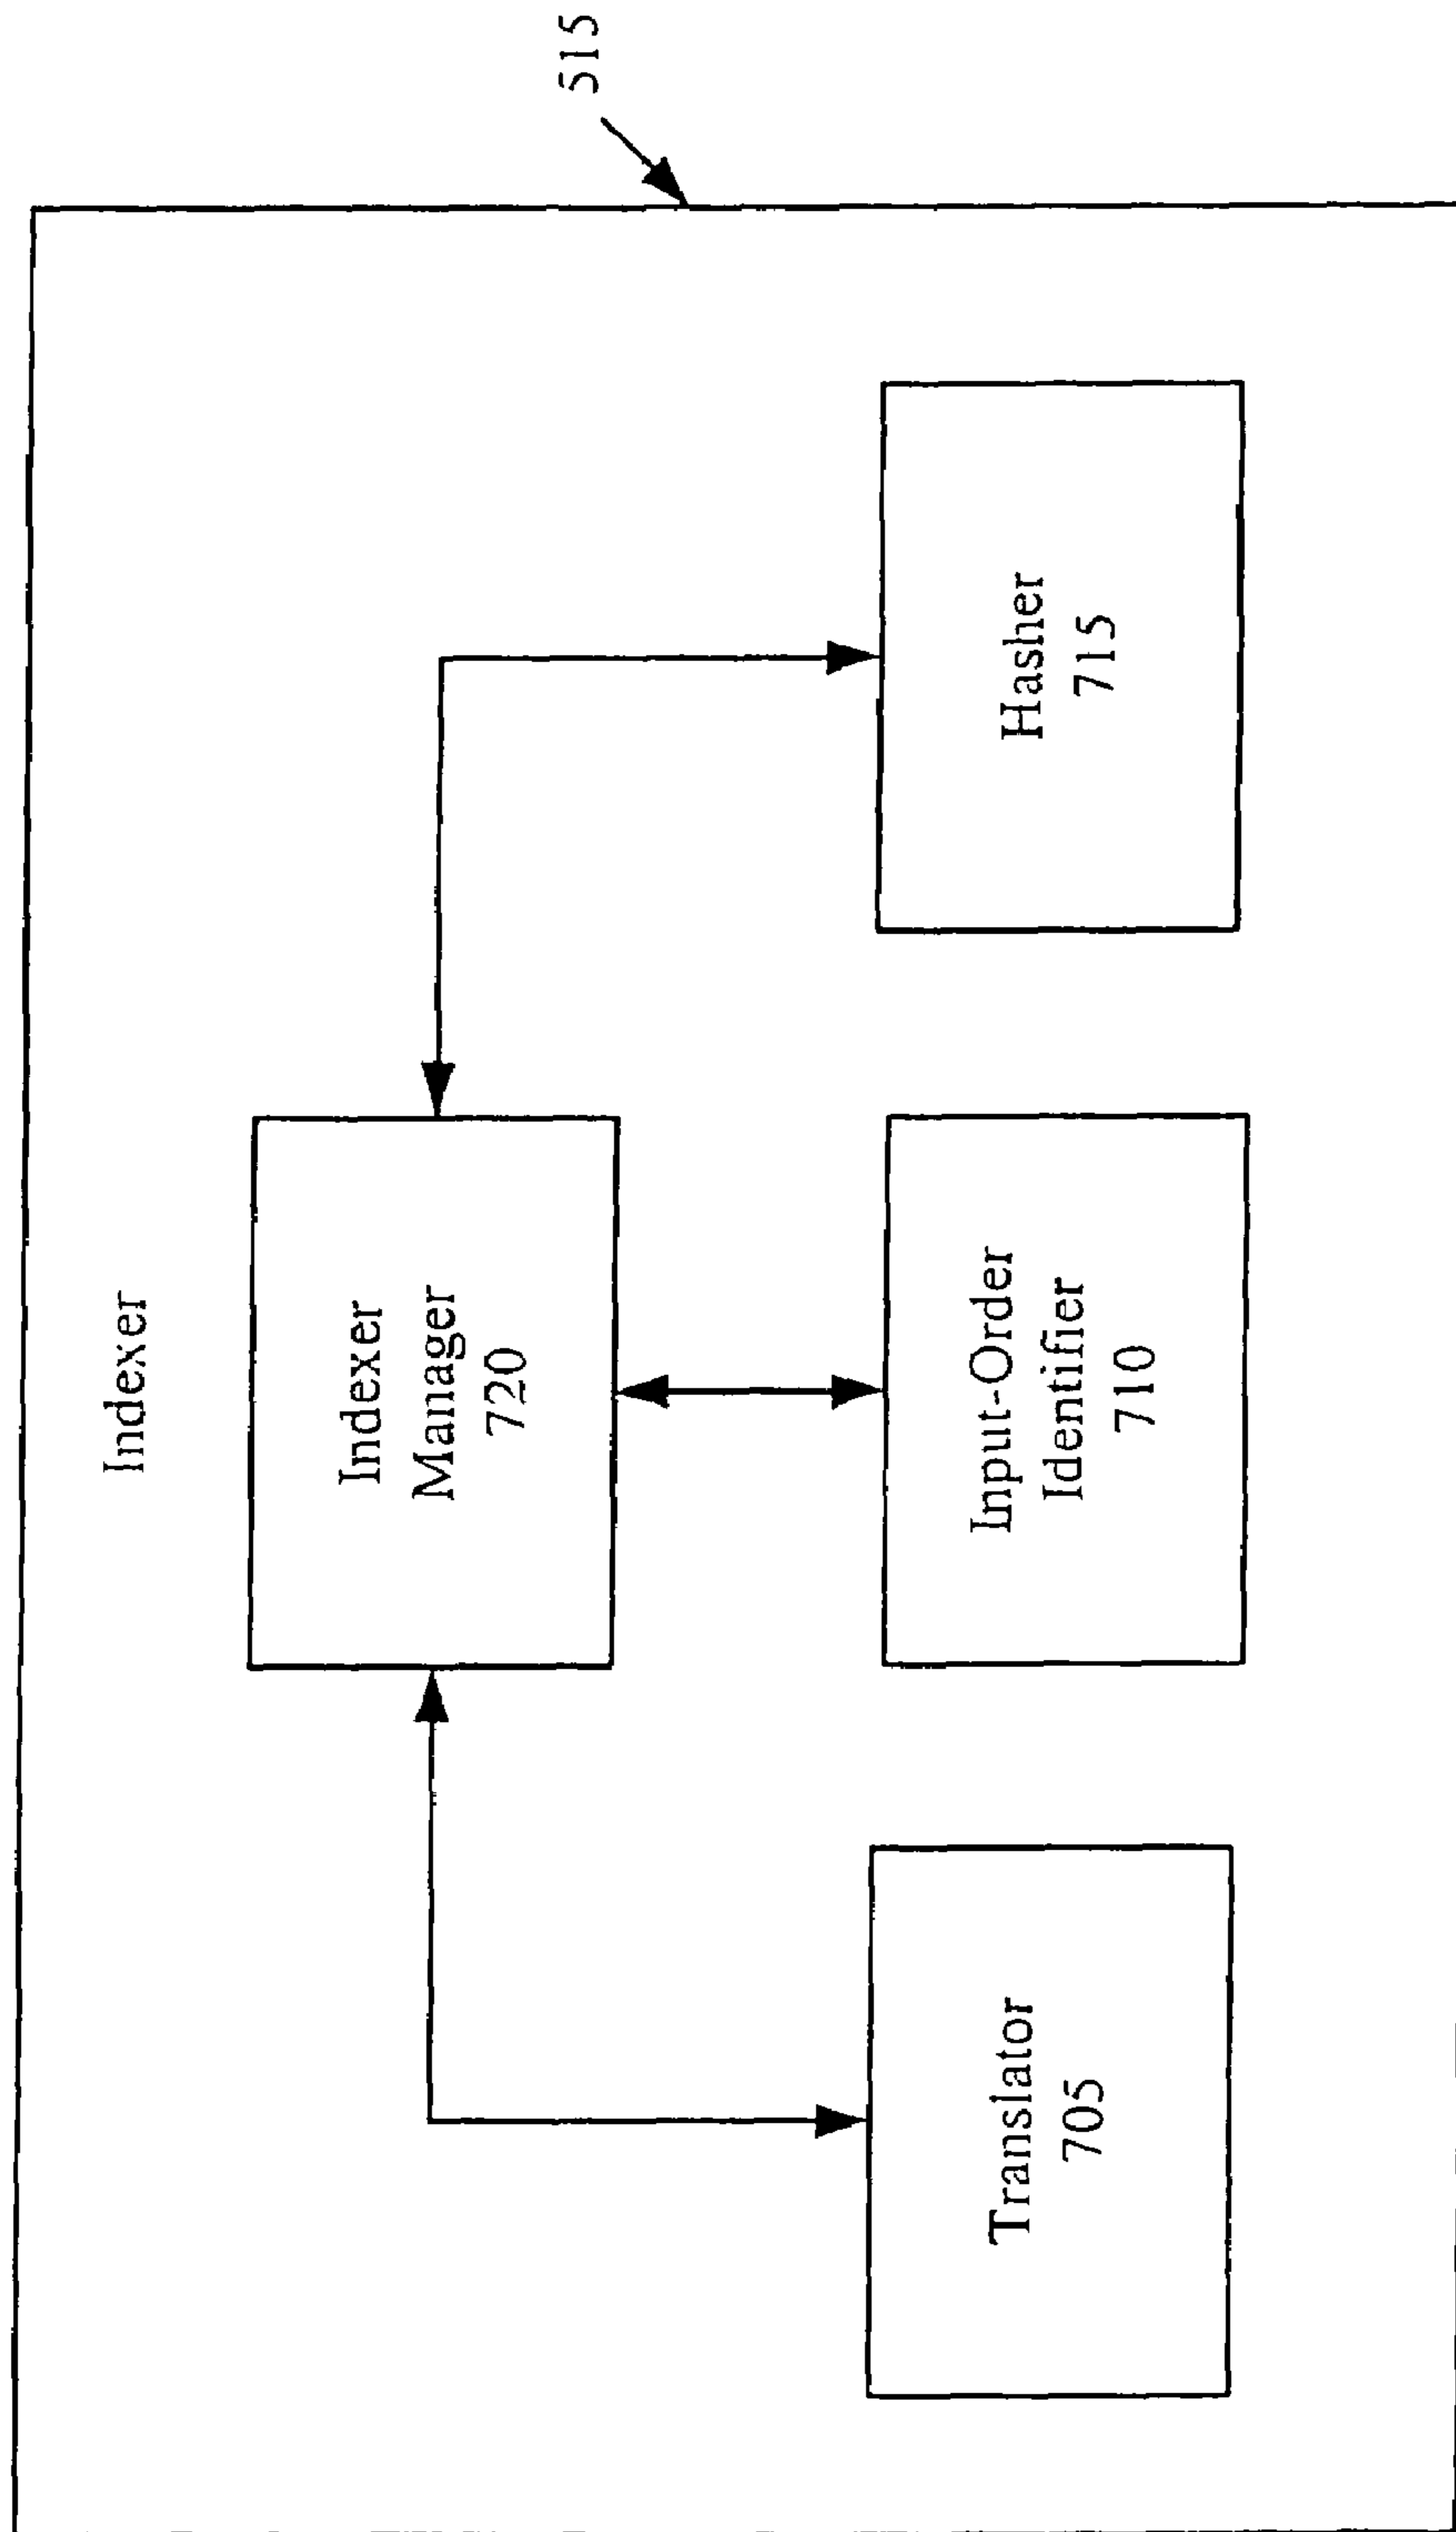 Indexer
515
Indexer
Manager
720
Translator
705
Input-Order
Identifier
710
Hasher
715